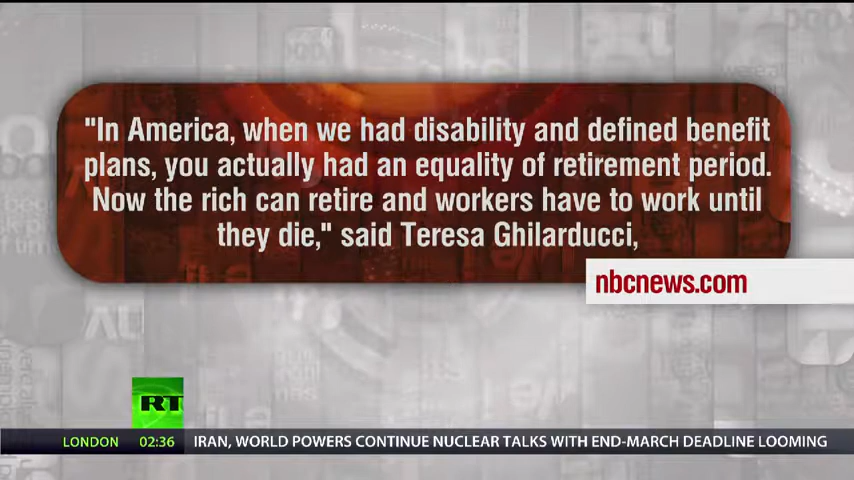 "In America, when we had disability and defined benefit
plans, you actually had an equality of retirement period.
Now the rich can retire and workers have to work until
they die," said Teresa Ghilarducci,
nbcnews.com
RT
LONDON 02:36 IRAN, WORLD POWERS CONTINUE NUCLEAR TALKS WITH END-MARCH DEADLINE LOOMING